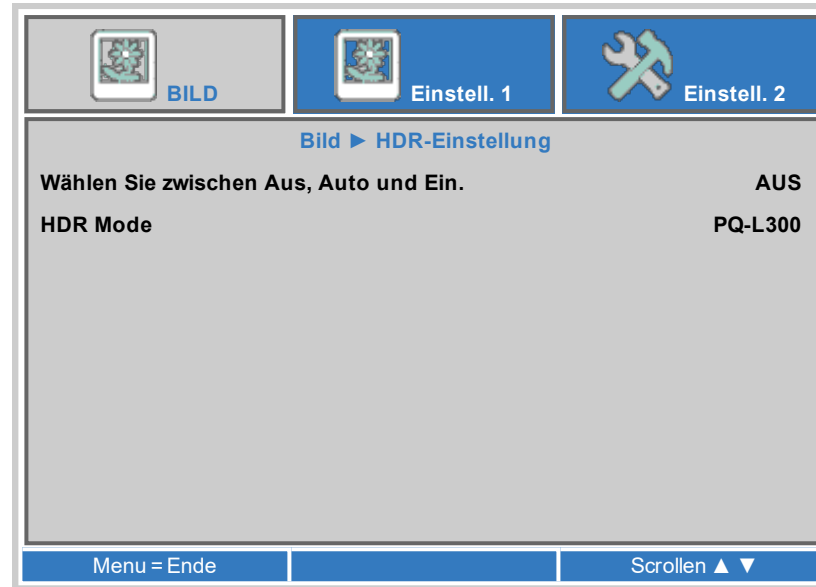 BILD
Einstell. 1
Einstell. 2
Bild ► HDR-Einstellung
Wählen Sie zwischen Aus, Auto und Ein. AUS
HDR Mode PQ-L300
Menu = Ende
Scrollen ▲ ▼